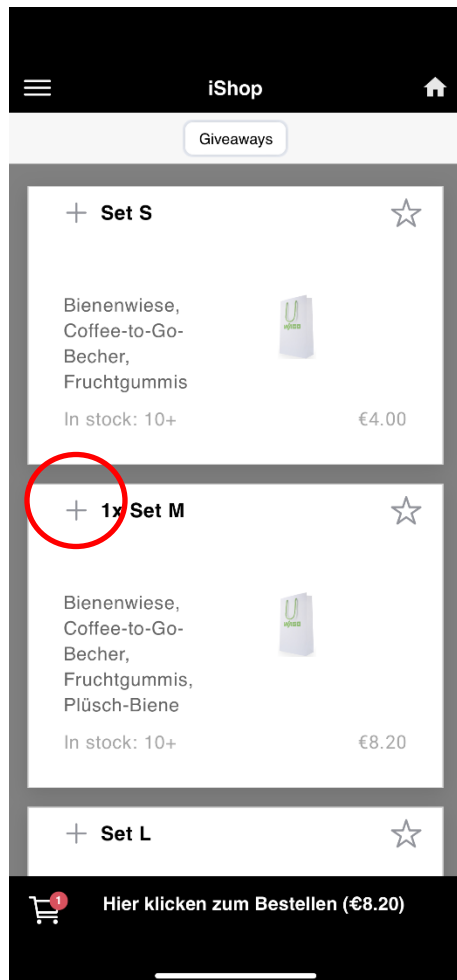 iShop
Giveaways
Set S
Bienenwiese,
Coffee-to-Go-
Becher,
Fruchtgummis
In stock: 10+
€4.00
1x Set M
Bienenwiese,
Coffee-to-Go-
Becher,
Fruchtgummis,
Plüsch-Biene
In stock: 10+
€8.20
Set L
1
Hier klicken zum Bestellen (€8.20)